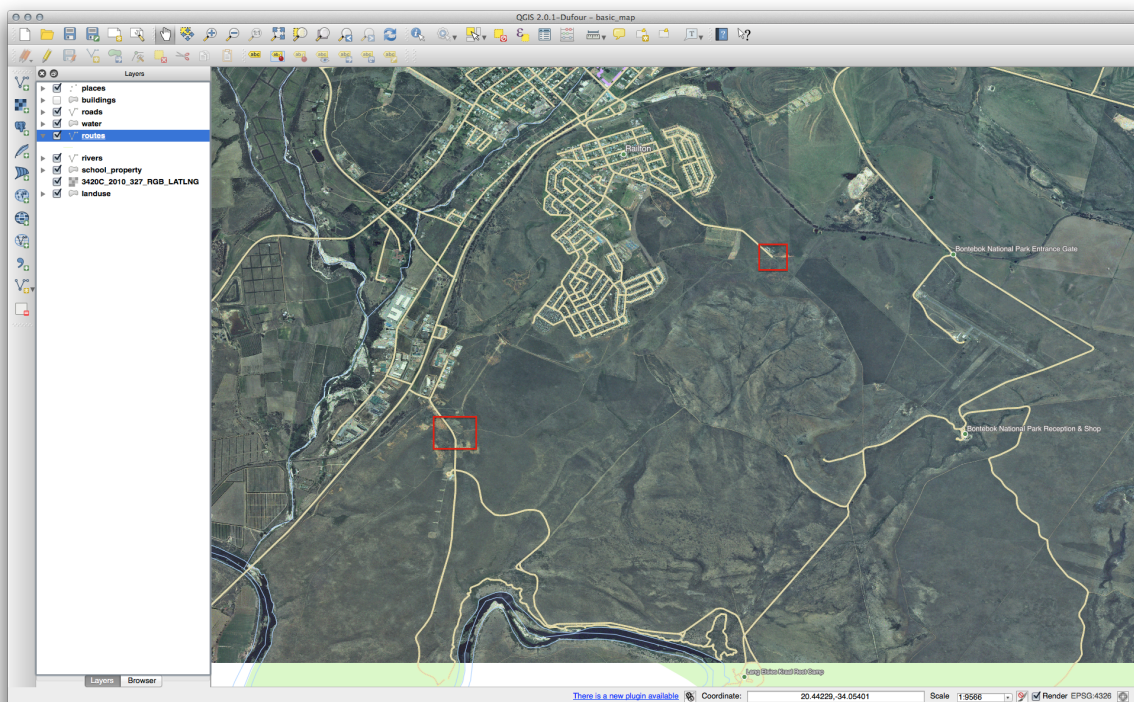 QGIS 2.0.1-Dufour – basic_map
Layers
places
buildings
roads
water
routes
rivers
school_property
3420C_2010_327_RGB_LATLNG
landuse
Railton
Bontebok National Park Entrance Gate
Bontebok National Park Reception & Shop
Lang Elsies Kraal Rest Camp
Layers Browser
There is a new plugin available Coordinate: 20.44229,-34.05401 Scale 1:9566 Render EPSG:4326